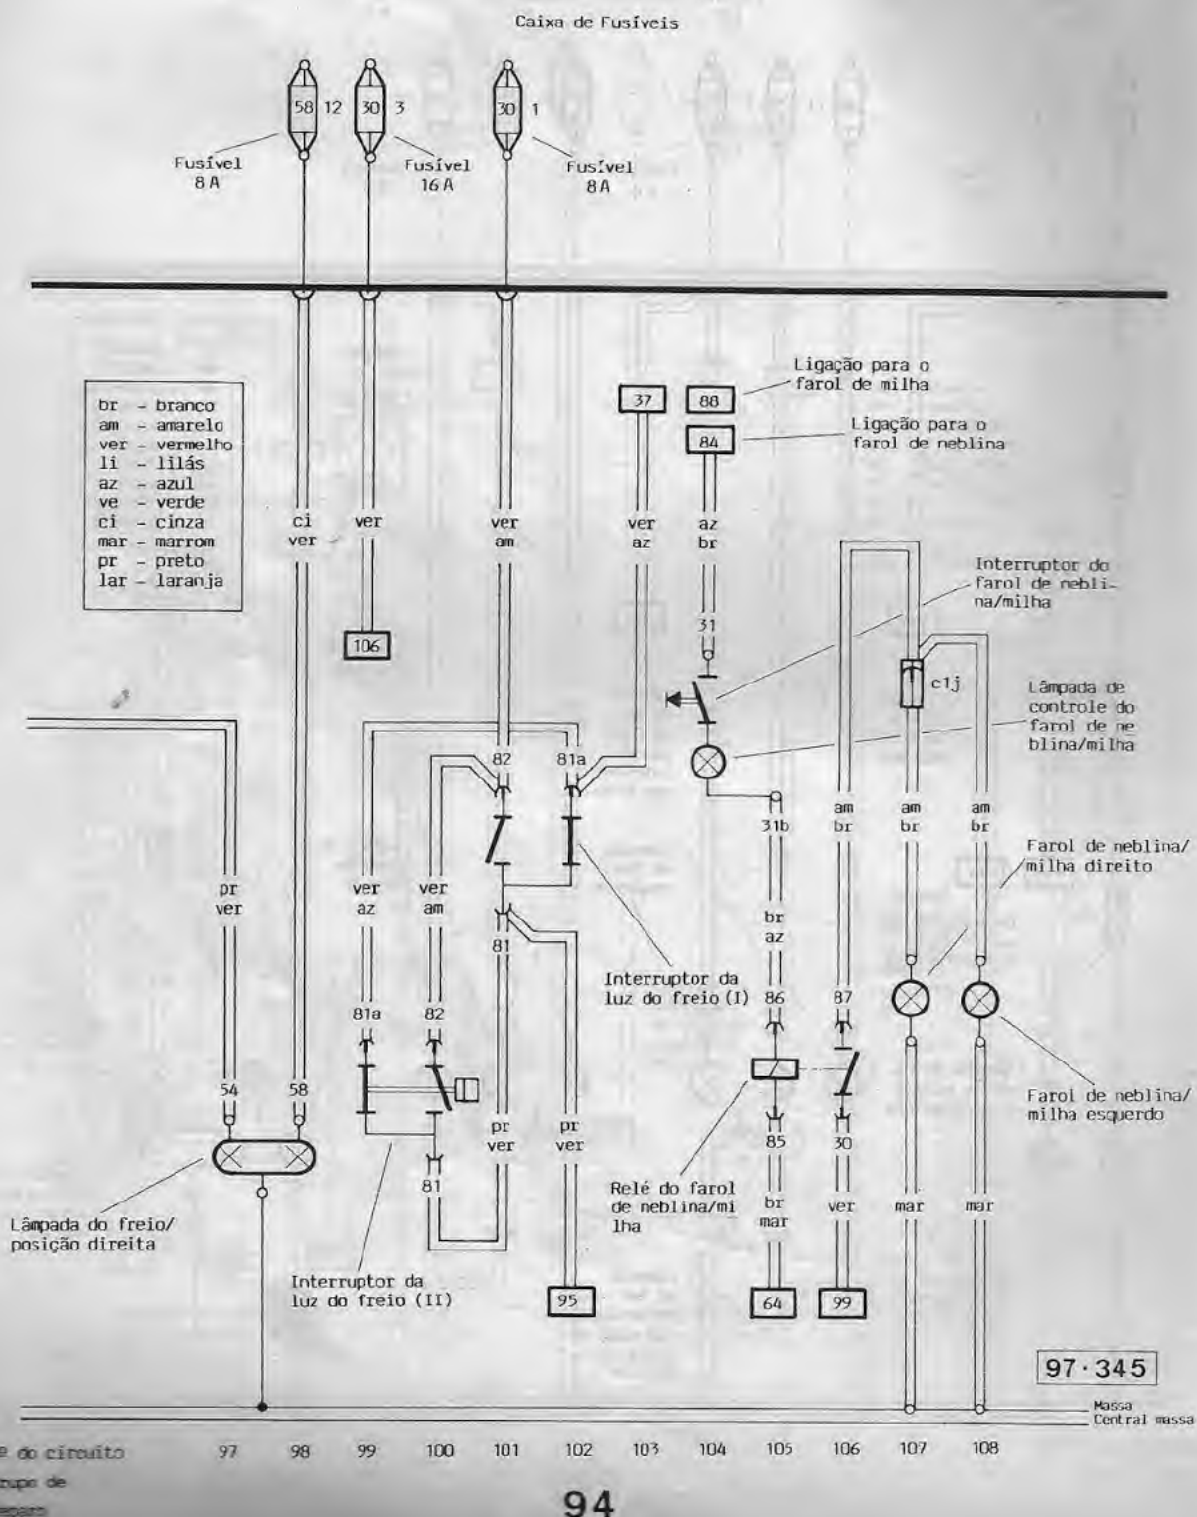 Caixa de Fusíveis
58 12
30 3
30 1
Fusível
8 A
Fusível
16 A
Fusível
8 A
br - branco
am - amarelo
ver - vermelho
li - lilás
az - azul
ve - verde
ci - cinza
mar - marrom
pr - preto
lar - laranja
37
88
84
Ligação para o
farol de milha
Ligação para o
farol de neblina
ci
ver
ver
ver
am
ver
az
az
br
106
31
Interruptor do
farol de nebli-
na/milha
c1j
Lâmpada de
controle do
farol de ne
blina/milha
82
81a
31b
am
br
am
br
am
br
Farol de neblina/
milha direito
pr
ver
ver
az
ver
am
81
br
az
Interruptor da
luz do freio (I)
81a
82
86
87
54
58
pr
ver
pr
ver
85
30
Farol de neblina/
milha esquerdo
81
Relé do farol
de neblina/mi
lha
br
mar
ver
mar
mar
Lâmpada do freio/
posição direita
Interruptor da
luz do freio (II)
95
64
99
97·345
Massa
Central massa
do circuito 97 98 99 100 101 102 103 104 105 106 107 108
de
94